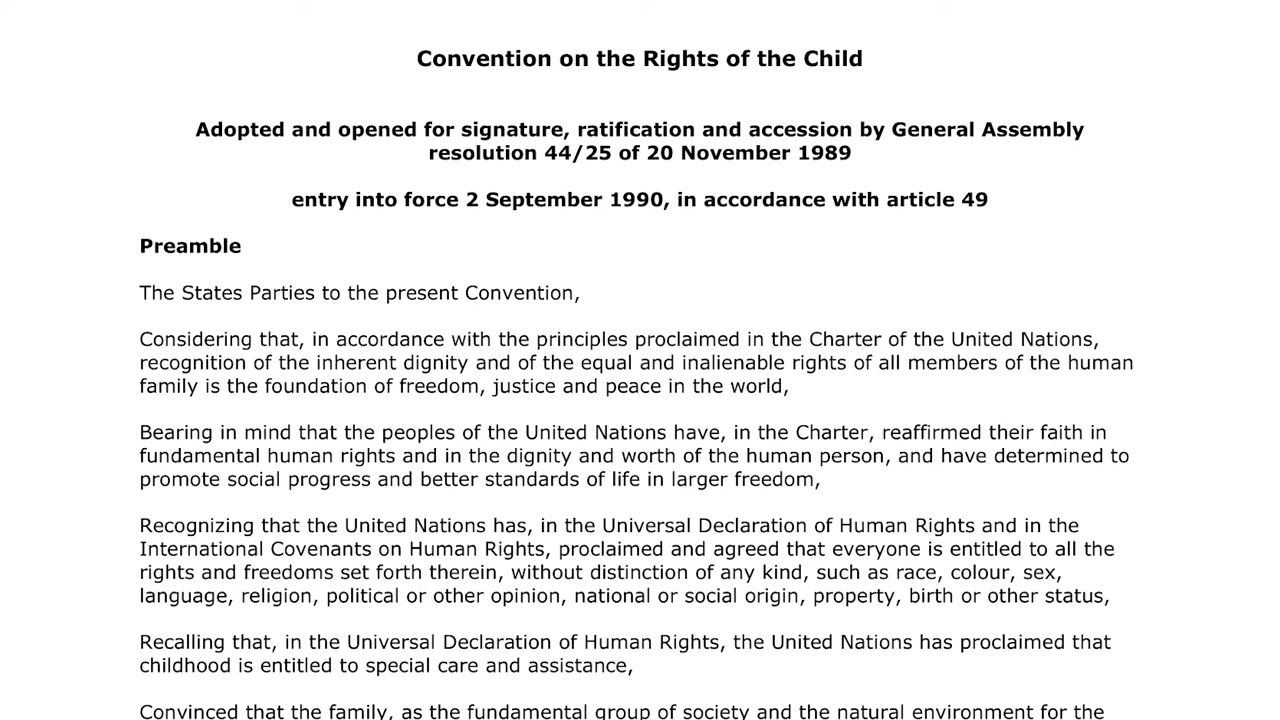 Convention on the Rights of the Child
Adopted and opened for signature, ratification and accession by General Assembly
resolution 44/25 of 20 November 1989
entry into force 2 September 1990, in accordance with article 49
Preamble
The States Parties to the present Convention,
Considering that, in accordance with the principles proclaimed in the Charter of the United Nations,
recognition of the inherent dignity and of the equal and inalienable rights of all members of the human
family is the foundation of freedom, justice and peace in the world,
Bearing in mind that the peoples of the United Nations have, in the Charter, reaffirmed their faith in
fundamental human rights and in the dignity and worth of the human person, and have determined to
promote social progress and better standards of life in larger freedom,
Recognizing that the United Nations has, in the Universal Declaration of Human Rights and in the
International Covenants on Human Rights, proclaimed and agreed that everyone is entitled to all the
rights and freedoms set forth therein, without distinction of any kind, such as race, colour, sex,
language, religion, political or other opinion, national or social origin, property, birth or other status,
Recalling that, in the Universal Declaration of Human Rights, the United Nations has proclaimed that
childhood is entitled to special care and assistance,
Convinced that the family, as the fundamental group of society and the natural environment for the